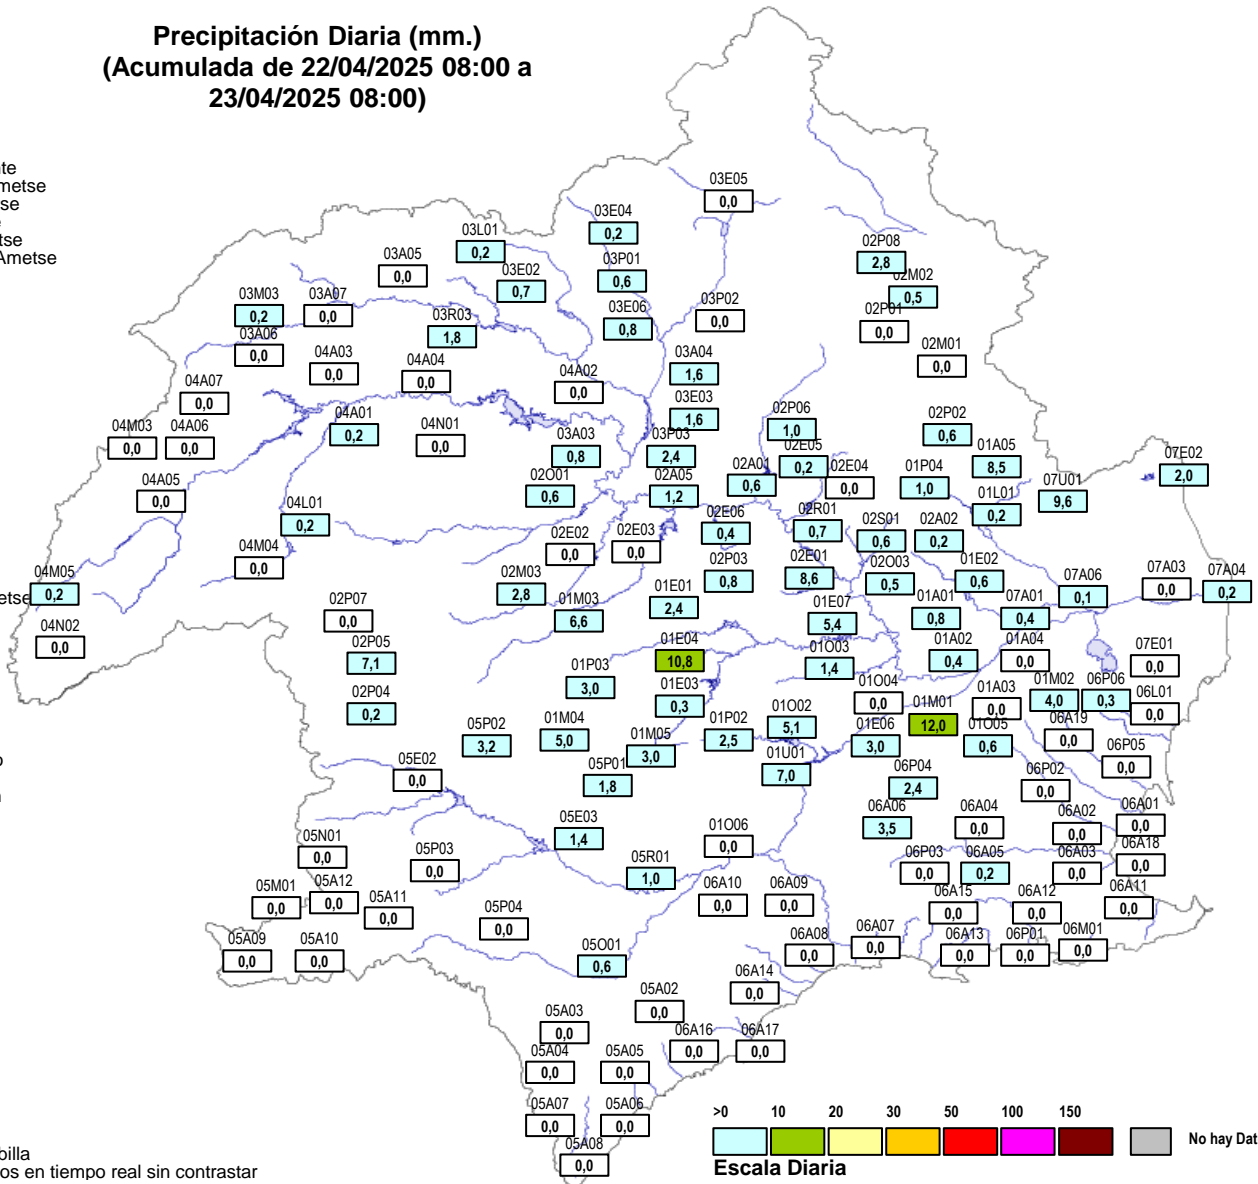 Precipitación Diaria (mm.)
(Acumulada de 22/04/2025 08:00 a
23/04/2025 08:00)
03E05
0,0
03E04
0,2
03L01
0,2
02P08
2,8
03A05
0,0
03P01
0,6
03E02
0,7
02M02
0,5
03M03
0,2
03A07
0,0
03P02
0,0
03E06
0,8
02P01
0,0
03R03
1,8
03A06
0,0
04A03
0,0
04A04
0,0
03A04
1,6
02M01
0,0
04A02
0,0
04A07
0,0
03E03
1,6
04A01
0,2
02P06
1,0
02P02
0,6
04M03
0,0
04A06
0,0
04N01
0,0
03A03
0,8
03P03
2,4
02E05
0,2
01A05
8,5
07E02
2,0
02O01
0,6
02A05
1,2
02A01
0,6
02E04
0,0
01P04
1,0
07U01
9,6
04A05
0,0
04L01
0,2
01L01
0,2
02E06
0,4
02R01
0,7
02S01
0,6
02A02
0,2
02E02
0,0
02E03
0,0
04M04
0,0
04M05
0,2
02M03
2,8
02P03
0,8
02E01
8,6
02O03
0,5
01E02
0,6
07A06
0,1
07A03
0,0
07A04
0,2
etse
01E01
2,4
01M03
6,6
02P07
0,0
01E07
5,4
01A01
0,8
07A01
0,4
04N02
0,0
02P05
7,1
01E04
10,8
01O03
1,4
01A02
0,4
01A04
0,0
07E01
0,0
01P03
3,0
01E03
0,3
01O04
0,0
01A03
0,0
01M02
4,0
06P06
0,3
06L01
0,0
02P04
0,2
01M01
12,0
05P02
3,2
01M04
5,0
01M05
3,0
01P02
2,5
01O02
5,1
01E06
3,0
01O05
0,6
06A19
0,0
06P05
0,0
05E02
0,0
05P01
1,8
01U01
7,0
06P04
2,4
06P02
0,0
05E03
1,4
06A06
3,5
06A04
0,0
06A02
0,0
06A01
0,0
01O06
0,0
05N01
0,0
05P03
0,0
05R01
1,0
06P03
0,0
06A05
0,2
06A03
0,0
06A18
0,0
05M01
0,0
05A12
0,0
05A11
0,0
06A10
0,0
06A09
0,0
06A15
0,0
06A12
0,0
06A11
0,0
05P04
0,0
05A09
0,0
05A10
0,0
05O01
0,6
06A08
0,0
06A07
0,0
06A13
0,0
06P01
0,0
06M01
0,0
06A14
0,0
05A02
0,0
05A03
0,0
06A16
0,0
06A17
0,0
05A04
0,0
05A05
0,0
05A07
0,0
05A06
0,0
05A08
0,0
>0 10 20 30 50 100 150
No hay Dat
Escala Diaria
billa
os en tiempo real sin contrastar